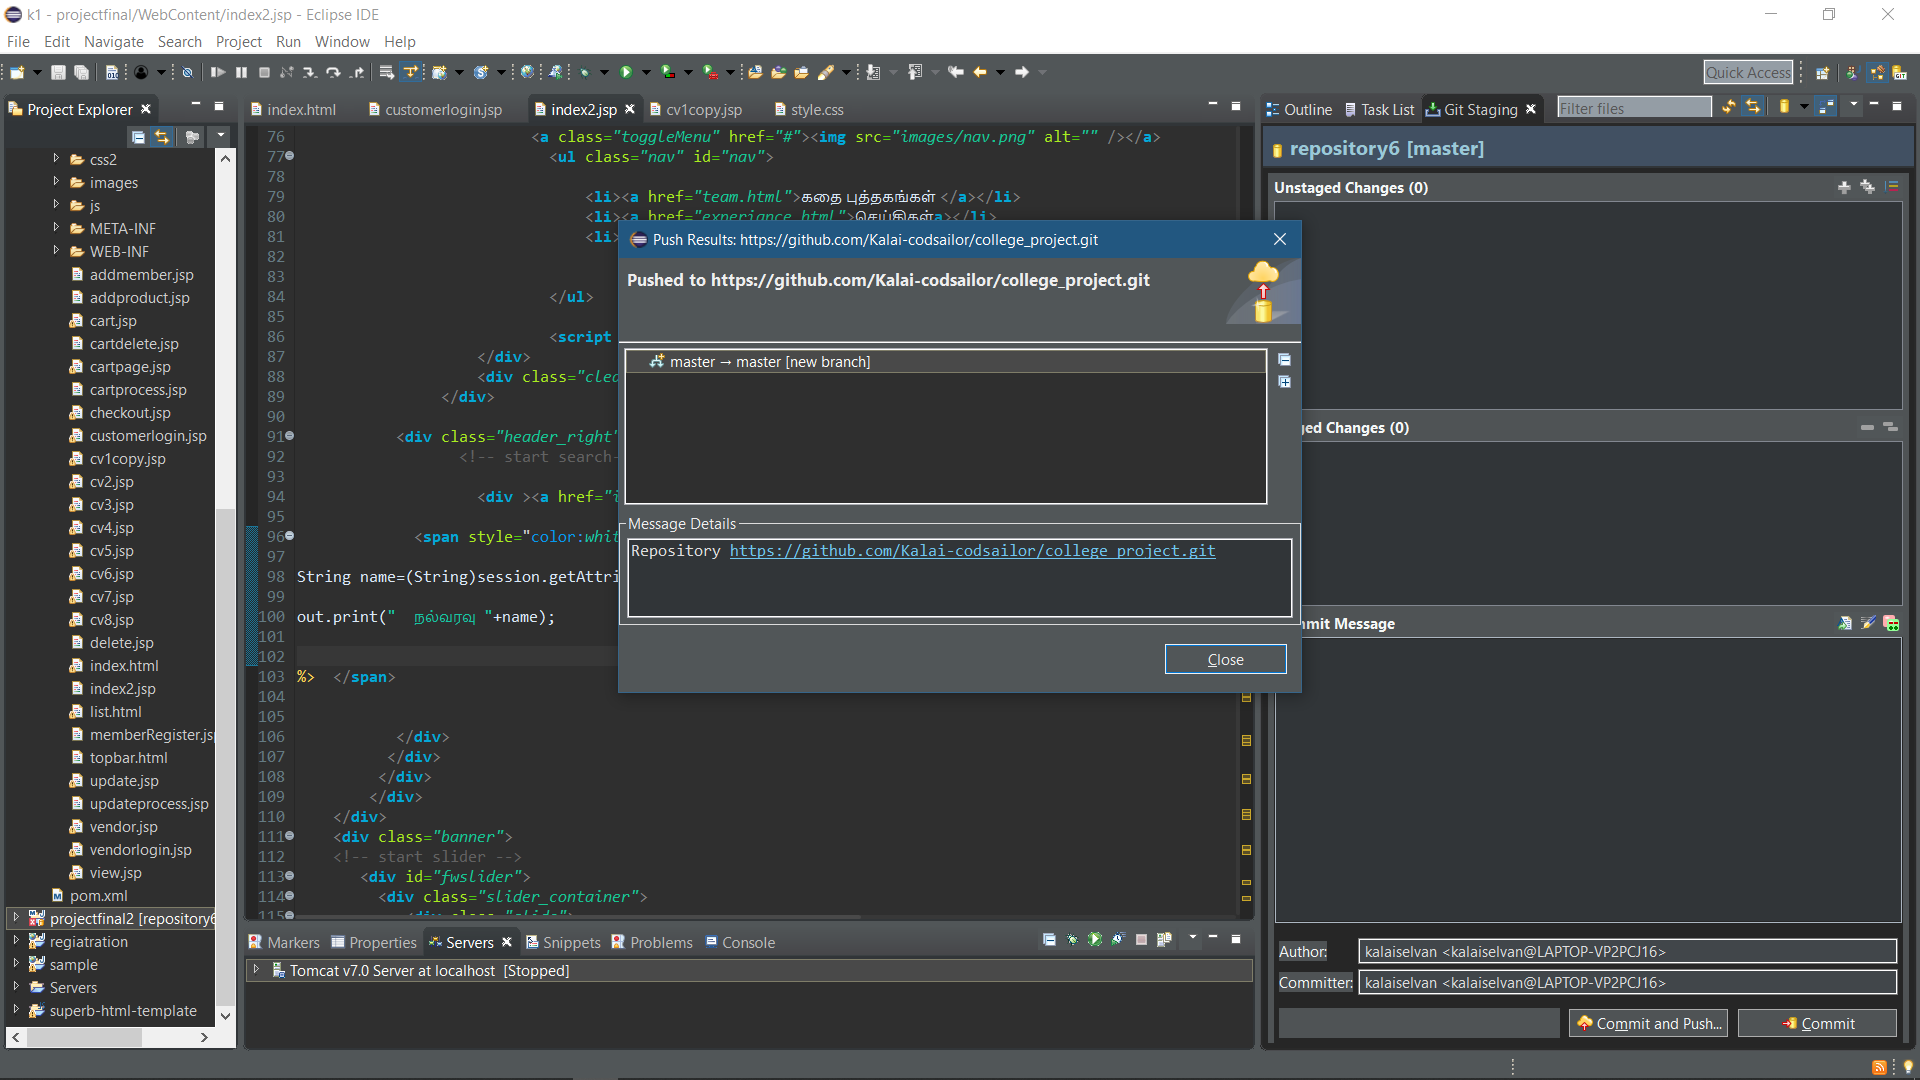 k1 - projectfinal/WebContent/index2.jsp - Eclipse IDE
File Edit Navigate Search Project Run Window Help
Quick Access
Project Explorer
index.html customerlogin.jsp index2.jsp cv1copy.jsp style.css
Outline Task List Git Staging Filter files
css2
images
js
META-INF
WEB-INF
addmember.jsp
addproduct.jsp
cart.jsp
cartdelete.jsp
cartpage.jsp
cartprocess.jsp
checkout.jsp
customerlogin.jsp
cv1copy.jsp
cv2.jsp
cv3.jsp
cv4.jsp
cv5.jsp
cv6.jsp
cv7.jsp
cv8.jsp
delete.jsp
index.html
index2.jsp
list.html
memberRegister.jsp
topbar.html
update.jsp
updateprocess.jsp
vendor.jsp
vendorlogin.jsp
view.jsp
pom.xml
projectfinal2 [repository6
regiatration
sample
Servers
superb-html-template
76 <a class="toggleMenu" href="#"><img src="images/nav.png" alt="" /></a>
77 <ul class="nav" id="nav">
78
79 <li><a href="team.html">கதை புத்தகங்கள் </a></li>
80 <li><a href="experiance.html">செய்திகள்a></li>
81 <li>
82
83
84 </ul>
85
86 <script
87 </div>
88 <div class="clea
89 </div>
90
91 <div class="header_right"
92 <!-- start search-
93
94 <div ><a href="i
95
96 <span style="color:whit
97
98 String name=(String)session.getAttri
99
100 out.print(" நல்வரவு "+name);
101
102
103 %> </span>
104
105
106 </div>
107 </div>
108 </div>
109 </div>
110 </div>
111 <div class="banner">
112 <!-- start slider -->
113 <div id="fwslider">
114 <div class="slider_container">
115 <div class="slide">
Push Results: https://github.com/Kalai-codsailor/college_project.git
Pushed to https://github.com/Kalai-codsailor/college_project.git
master → master [new branch]
Message Details
Repository https://github.com/Kalai-codsailor/college_project.git
Close
repository6 [master]
Unstaged Changes (0)
ged Changes (0)
mmit Message
Author: kalaiselvan <kalaiselvan@LAPTOP-VP2PCJ16>
Committer: kalaiselvan <kalaiselvan@LAPTOP-VP2PCJ16>
Commit and Push... Commit
Markers Properties Servers Snippets Problems Console
Tomcat v7.0 Server at localhost [Stopped]